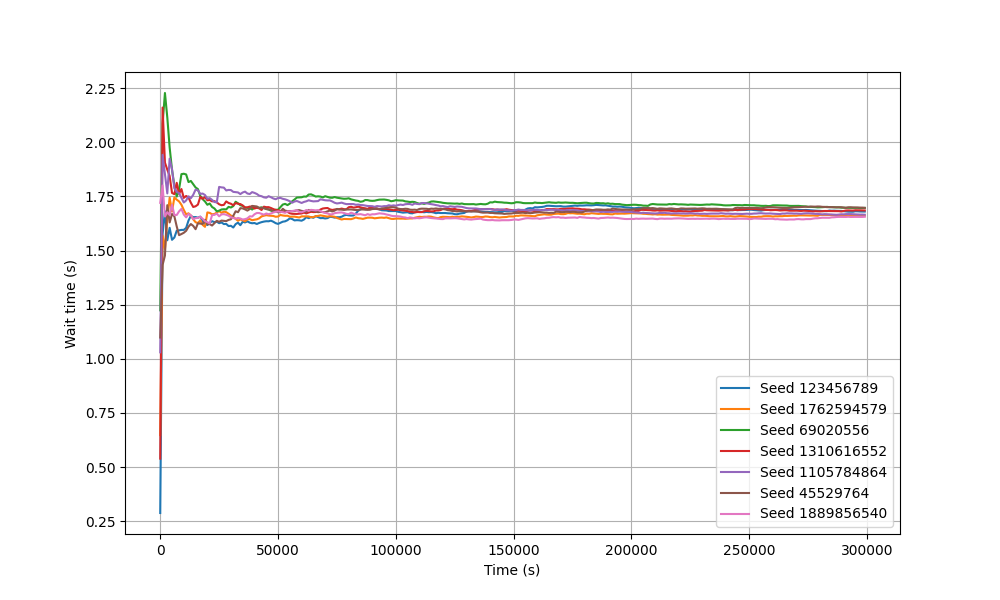 2.25
2.00
1.75
1.50
1.25
1.00
0.75
0.50
0.25
Wait time (s)
0 50000 100000 150000 200000 250000 300000
Time (s)
Seed 123456789
Seed 1762594579
Seed 69020556
Seed 1310616552
Seed 1105784864
Seed 45529764
Seed 1889856540